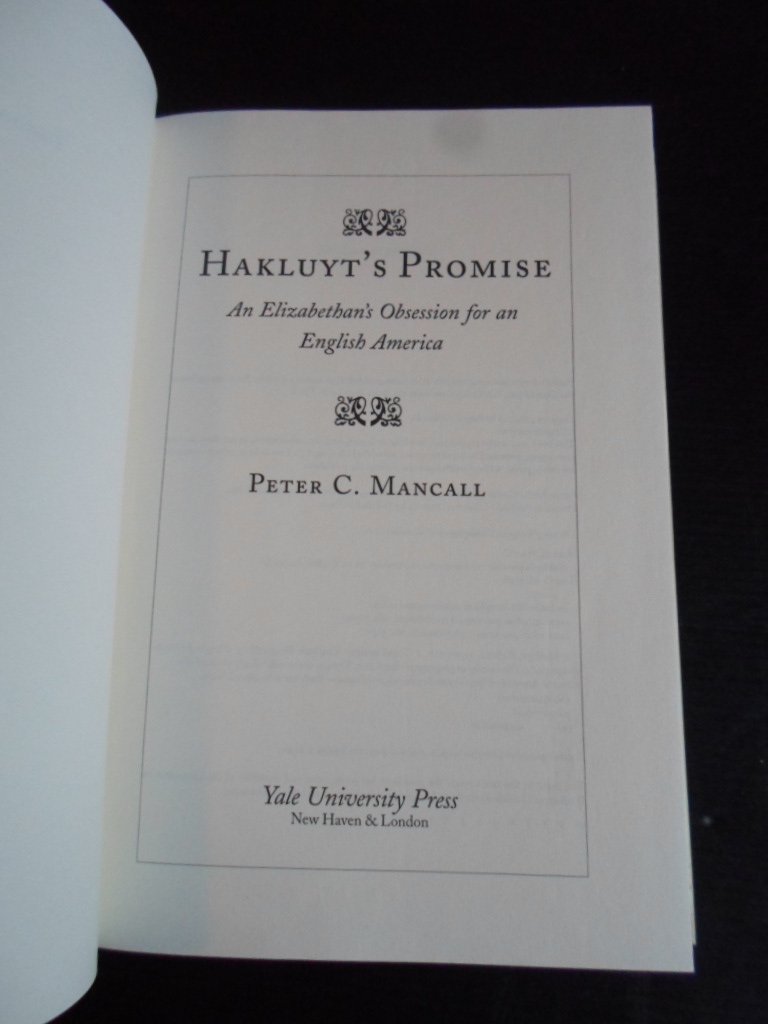 HAKLUYT'S PROMISE
An Elizabethan's Obsession for an
English America
PETER C. MANCALL
Yale University Press
New Haven & London